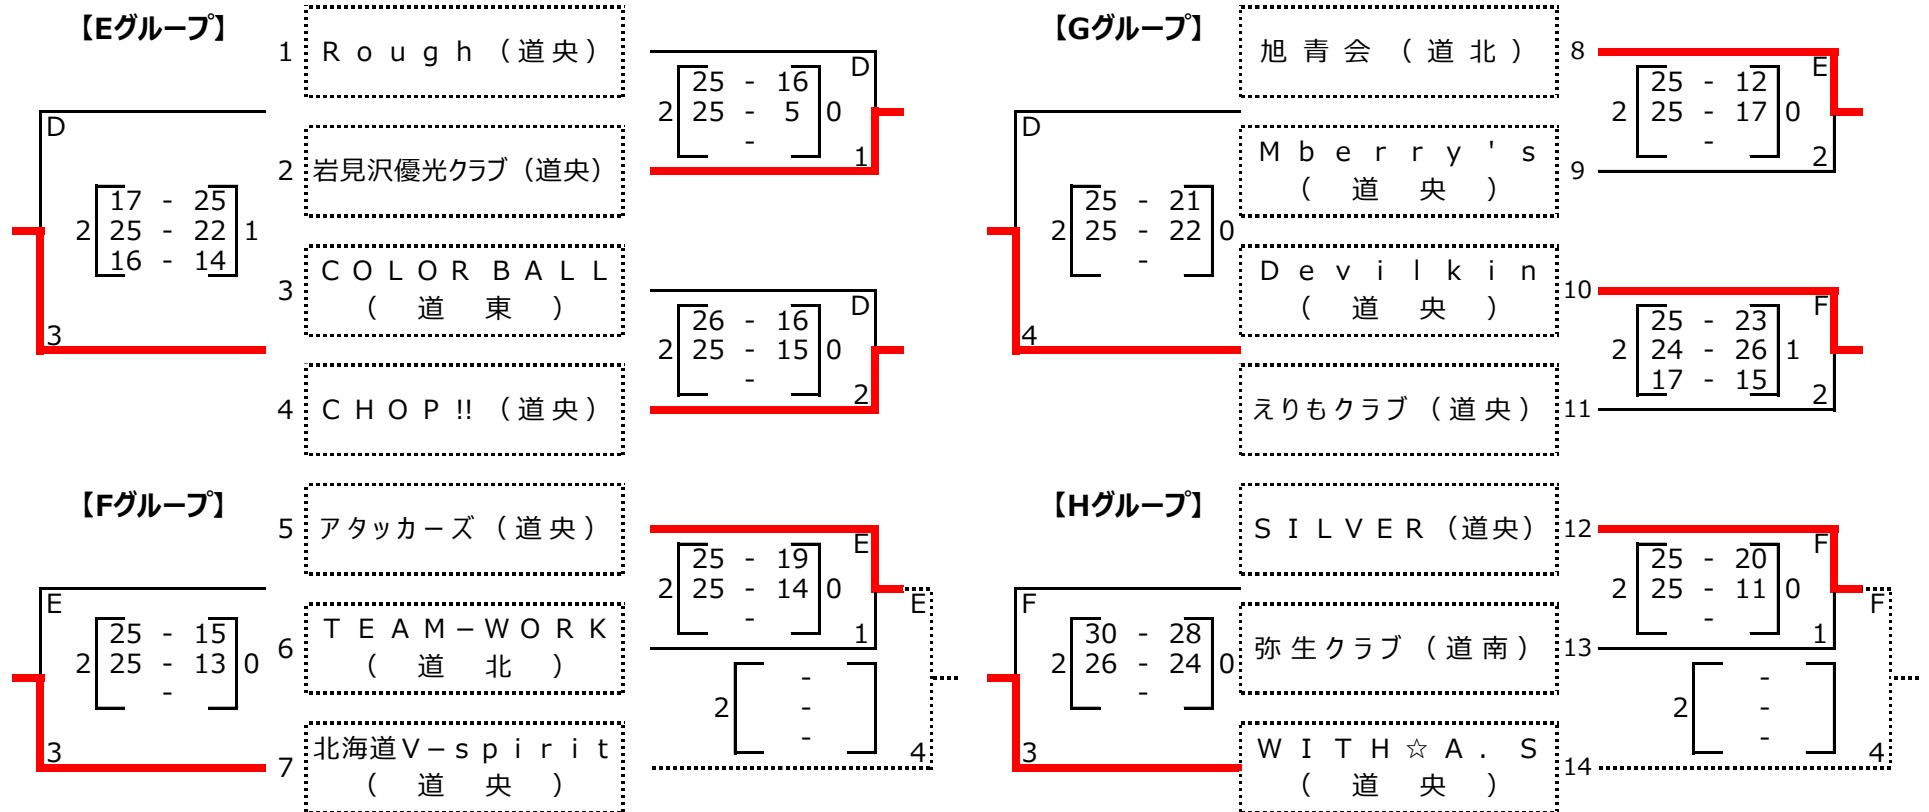 【Eグループ】
1 Rough（道央）
2 岩見沢優光クラブ（道央）
3 COLOR BALL
（道東）
4 CHOP!!（道央）
D
17 - 25
2 25 - 22 1
16 - 14
3
D
25 - 16
2 25 - 5 0
-
1
D
26 - 16
2 25 - 15 0
-
2
【Fグループ】
5 アタッカーズ（道央）
6 TEAM－WORK
（道北）
7 北海道V－spirit
（道央）
E
25 - 15
2 25 - 13 0
-
3
E
25 - 19
2 25 - 14 0
-
1
E
-
2 -
-
4
【Gグループ】
旭青会（道北） 8
Mberry's
（道央） 9
Devilkin
（道央） 10
えりもクラブ（道央） 11
D
25 - 21
2 25 - 22 0
-
4
E
25 - 12
2 25 - 17 0
-
2
F
25 - 23
2 24 - 26 1
17 - 15
2
【Hグループ】
SILVER（道央） 12
弥生クラブ（道南） 13
WITH☆A.S
（道央） 14
F
30 - 28
2 26 - 24 0
-
3
F
25 - 20
2 25 - 11 0
-
1
F
-
2 -
-
4